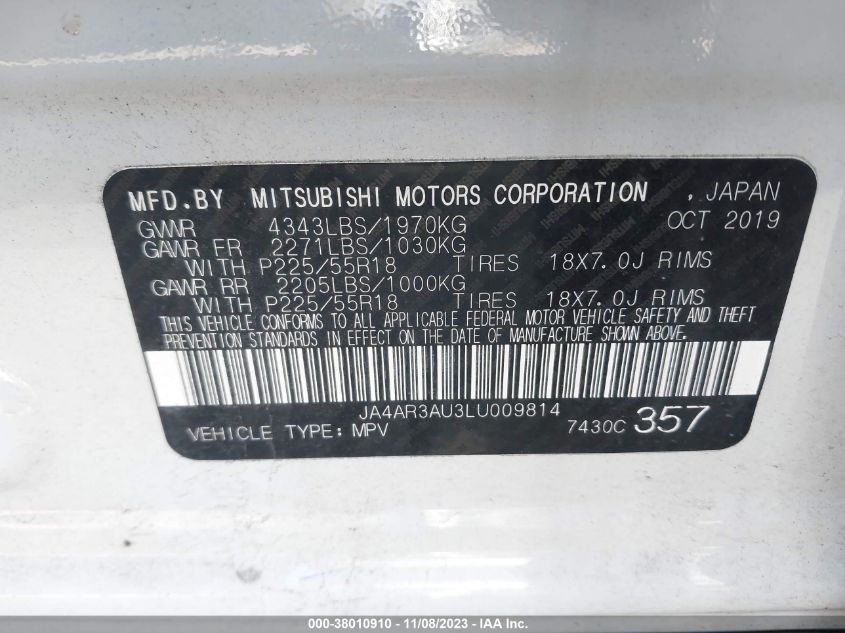 MFD.BY MITSUBISHI MOTORS CORPORATION , JAPAN
GVWR 4343LBS/1970KG OCT 2019
GAWR FR 2271LBS/1030KG
WITH P225/55R18 TIRES 18X7.0J RIMS
GAWR RR 2205LBS/1000KG
WITH P225/55R18 TIRES 18X7.0J RIMS
THIS VEHICLE CONFORMS TO ALL APPLICABLE FEDERAL MOTOR VEHICLE SAFETY AND THEFT
PREVENTION STANDARDS IN EFFECT ON THE DATE OF MANUFACTURE SHOWN ABOVE.
JA4AR3AU3LU009814
VEHICLE TYPE: MPV 7430C 357
000-38010910 - 11/08/2023 - IAA Inc.